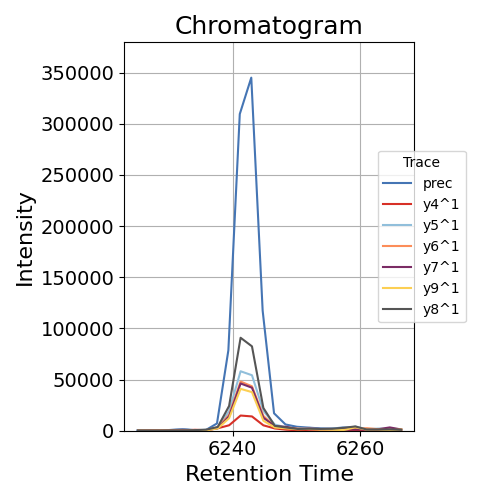 Chromatogram
Intensity
350000
300000
250000
200000
150000
100000
50000
0
6240
6260
Retention Time
Trace
prec
y4^1
y5^1
y6^1
y7^1
y9^1
y8^1